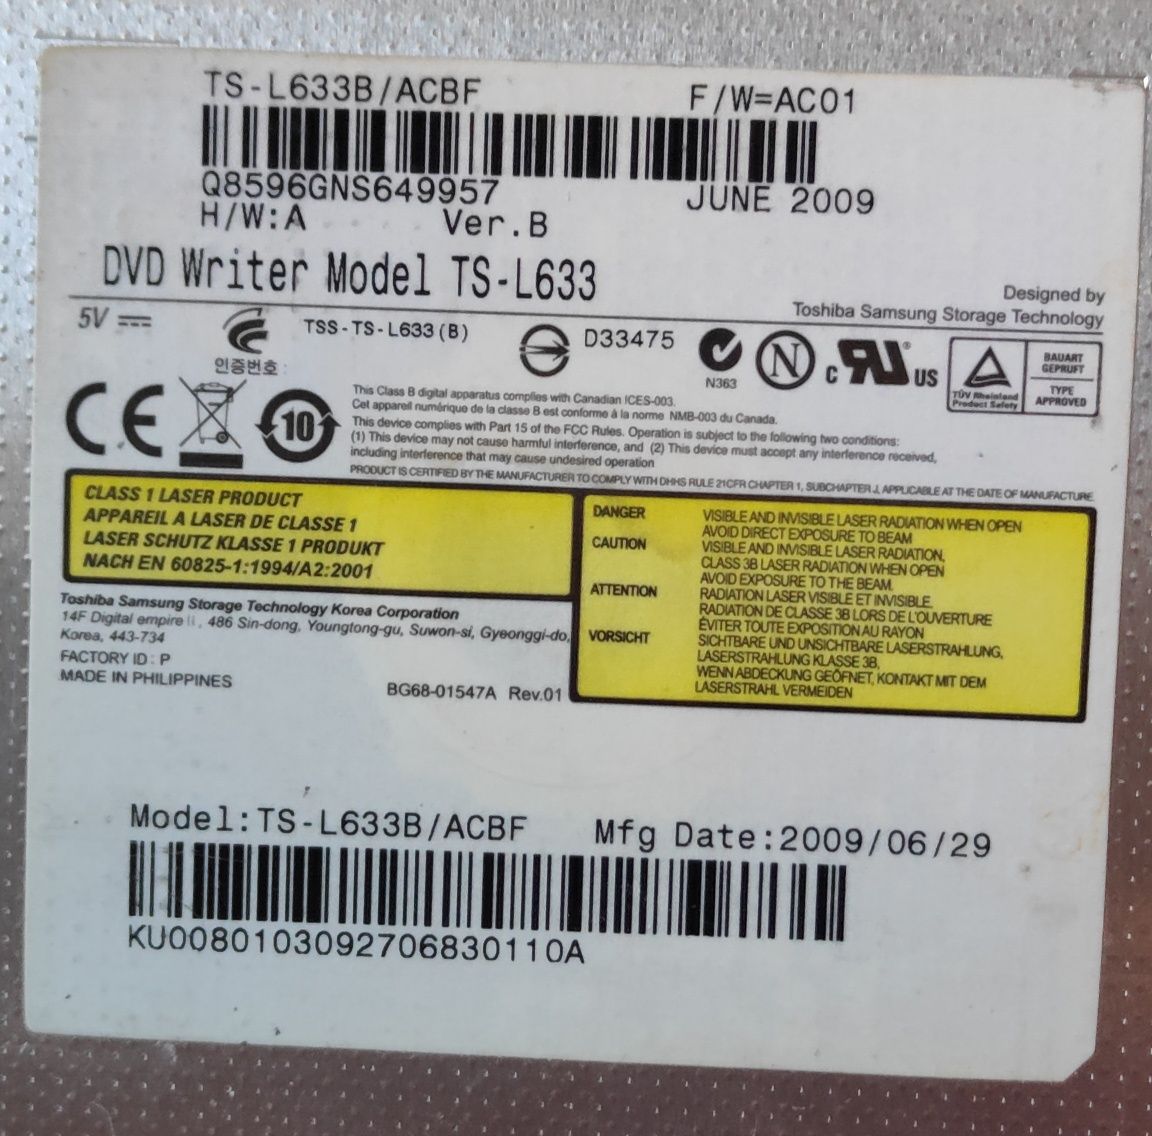 TS-L633B/ACBF F/W=AC01
Q8596GNS649957 JUNE 2009
H/W:A Ver.B
DVD Writer Model TS-L633
Designed by
Toshiba Samsung Storage Technology
5V
TSS-TS-L633(B) D33475
인증번호 :
N363
N
c RU ® US
TÜV Rheinland
Product Safety
BAUART
GEPRUFT
TYPE
APPROVED
CE
10
This Class B digital apparatus complies with Canadian ICES-003.
Cet appareil numérique de la classe B est conforme à la norme NMB-003 du Canada.
This device complies with Part 15 of the FCC Rules. Operation is subject to the following two conditions:
(1) This device may not cause harmful interference, and (2) This device must accept any interference received,
including interference that may cause undesired operation
PRODUCT IS CERTIFIED BY THE MANUFACTURER TO COMPLY WITH DHHS RULE 21CFR CHAPTER 1, SUBCHAPTER J, APPLICABLE AT THE DATE OF MANUFACTURE
CLASS 1 LASER PRODUCT
APPAREIL A LASER DE CLASSE 1
LASER SCHUTZ KLASSE 1 PRODUKT
NACH EN 60825-1:1994/A2:2001
DANGER VISIBLE AND INVISIBLE LASER RADIATION WHEN OPEN
AVOID DIRECT EXPOSURE TO BEAM
CAUTION VISIBLE AND INVISIBLE LASER RADIATION,
CLASS 3B LASER RADIATION WHEN OPEN
AVOID EXPOSURE TO THE BEAM.
ATTENTION RADIATION LASER VISIBLE ET INVISIBLE,
RADIATION DE CLASSE 3B LORS DE L'OUVERTURE
ÉVITER TOUTE EXPOSITION AU RAYON
VORSICHT SICHTBARE UND UNSICHTBARE LASERSTRAHLUNG,
LASERSTRAHLUNG KLASSE 3B,
WENN ABDECKUNG GEÖFNET, KONTAKT MIT DEM
LASERSTRAHL VERMEIDEN
Toshiba Samsung Storage Technology Korea Corporation
14F Digital empire ii, 486 Sin-dong, Youngtong-gu, Suwon-si, Gyeonggi-do,
Korea, 443-734
FACTORY ID : P
MADE IN PHILIPPINES
BG68-01547A Rev.01
Model:TS-L633B/ACBF Mfg Date:2009/06/29
KU0080103092706830110A